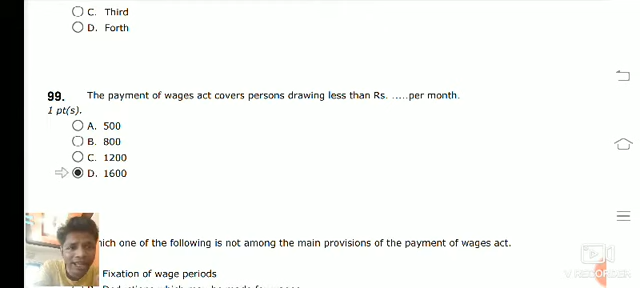 C. Third
D. Forth
99. The payment of wages act covers persons drawing less than Rs. .....per month.
1 pt(s).
A. 500
B. 800
C. 1200
D. 1600
hich one of the following is not among the main provisions of the payment of wages act.
Fixation of wage periods
V RECORDER